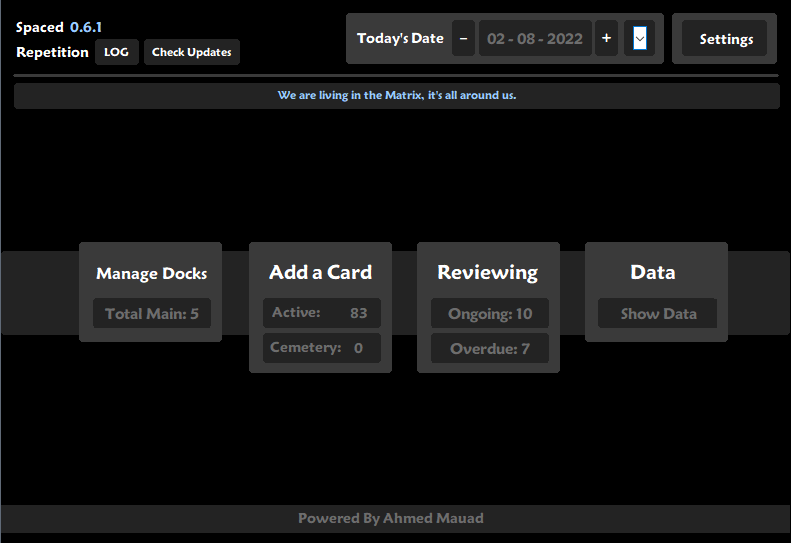 Spaced 0.6.1
Repetition LOG Check Updates
Today's Date - 02 - 08 - 2022 + Settings
We are living in the Matrix, it's all around us.
Manage Docks
Total Main: 5
Add a Card
Active: 83
Cemetery: 0
Reviewing
Ongoing: 10
Overdue: 7
Data
Show Data
Powered By Ahmed Mauad